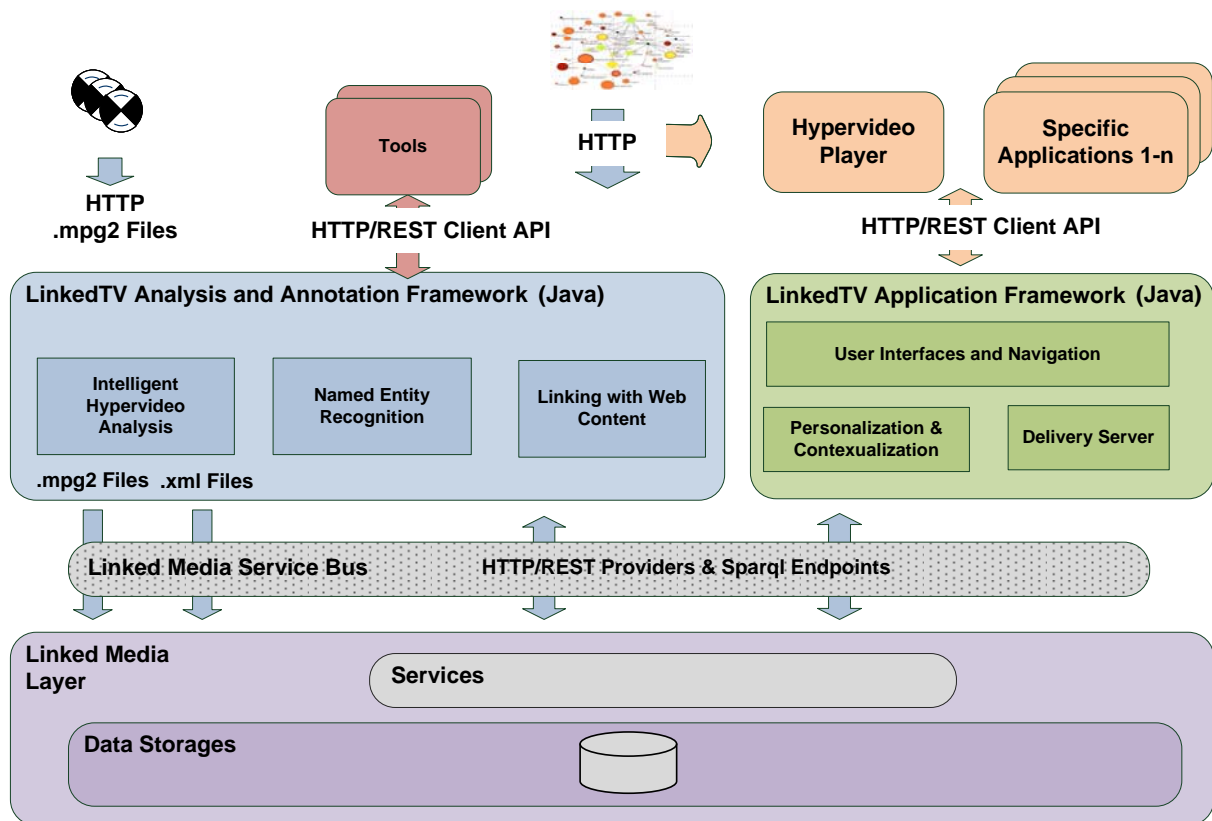 Tools
HTTP
Hypervideo
Player
Specific
Applications 1-n
HTTP
.mpg2 Files
HTTP/REST Client API
HTTP/REST Client API
LinkedTV Analysis and Annotation Framework (Java)
LinkedTV Application Framework (Java)
User Interfaces and Navigation
Intelligent
Hypervideo
Analysis
Named Entity
Recognition
Linking with Web
Content
Personalization &
Contexualization
Delivery Server
.mpg2 Files .xml Files
Linked Media Service Bus
HTTP/REST Providers & Sparql Endpoints
Linked Media
Layer
Services
Data Storages